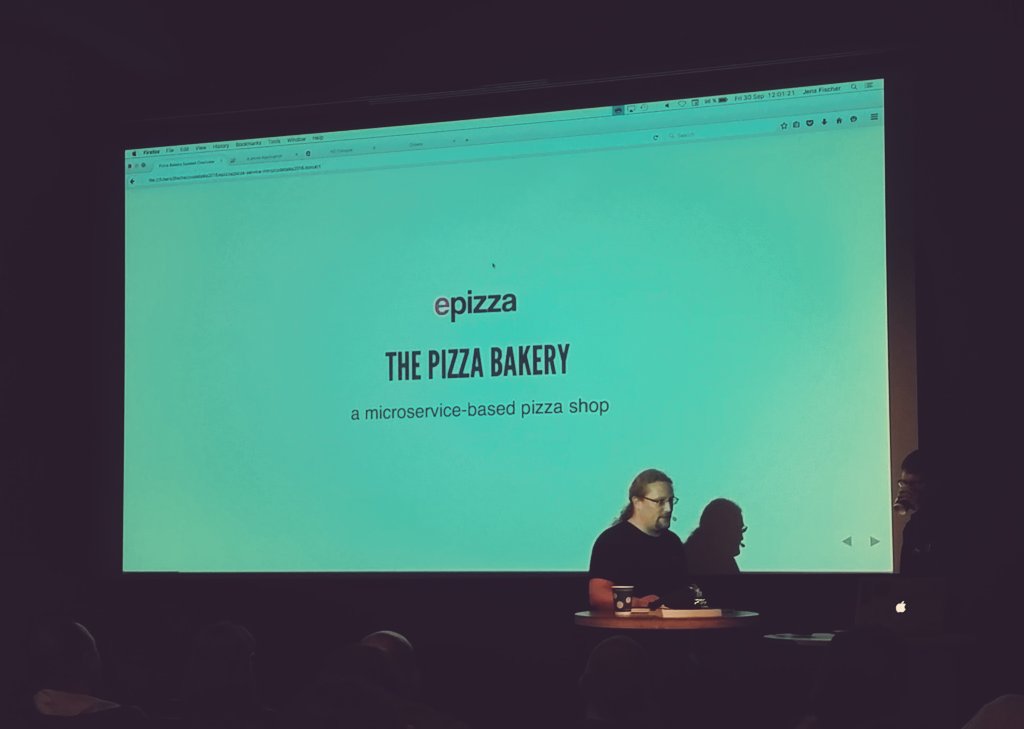 Firefox File Edit View History Bookmarks Tools Window Help
Fri 30 Sep 12:01:21 Jens Fischer
Search
epizza
THE PIZZA BAKERY
a microservice-based pizza shop